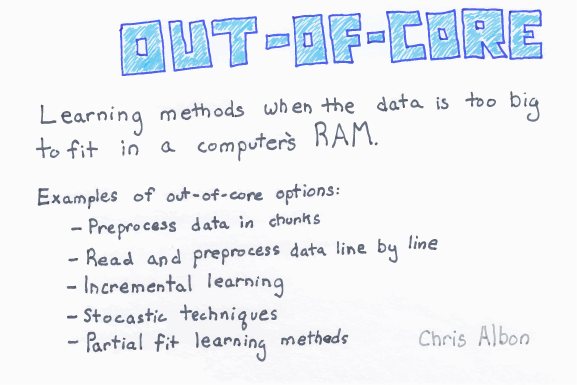 OUT-OF-CORE
Learning methods when the data is too big
to fit in a computer's RAM.
Examples of out-of-core options:
- Preprocess data in chunks
- Read and preprocess data line by line
- Incremental learning
- Stocastic techniques
- Partial fit learning methods
Chris Albon